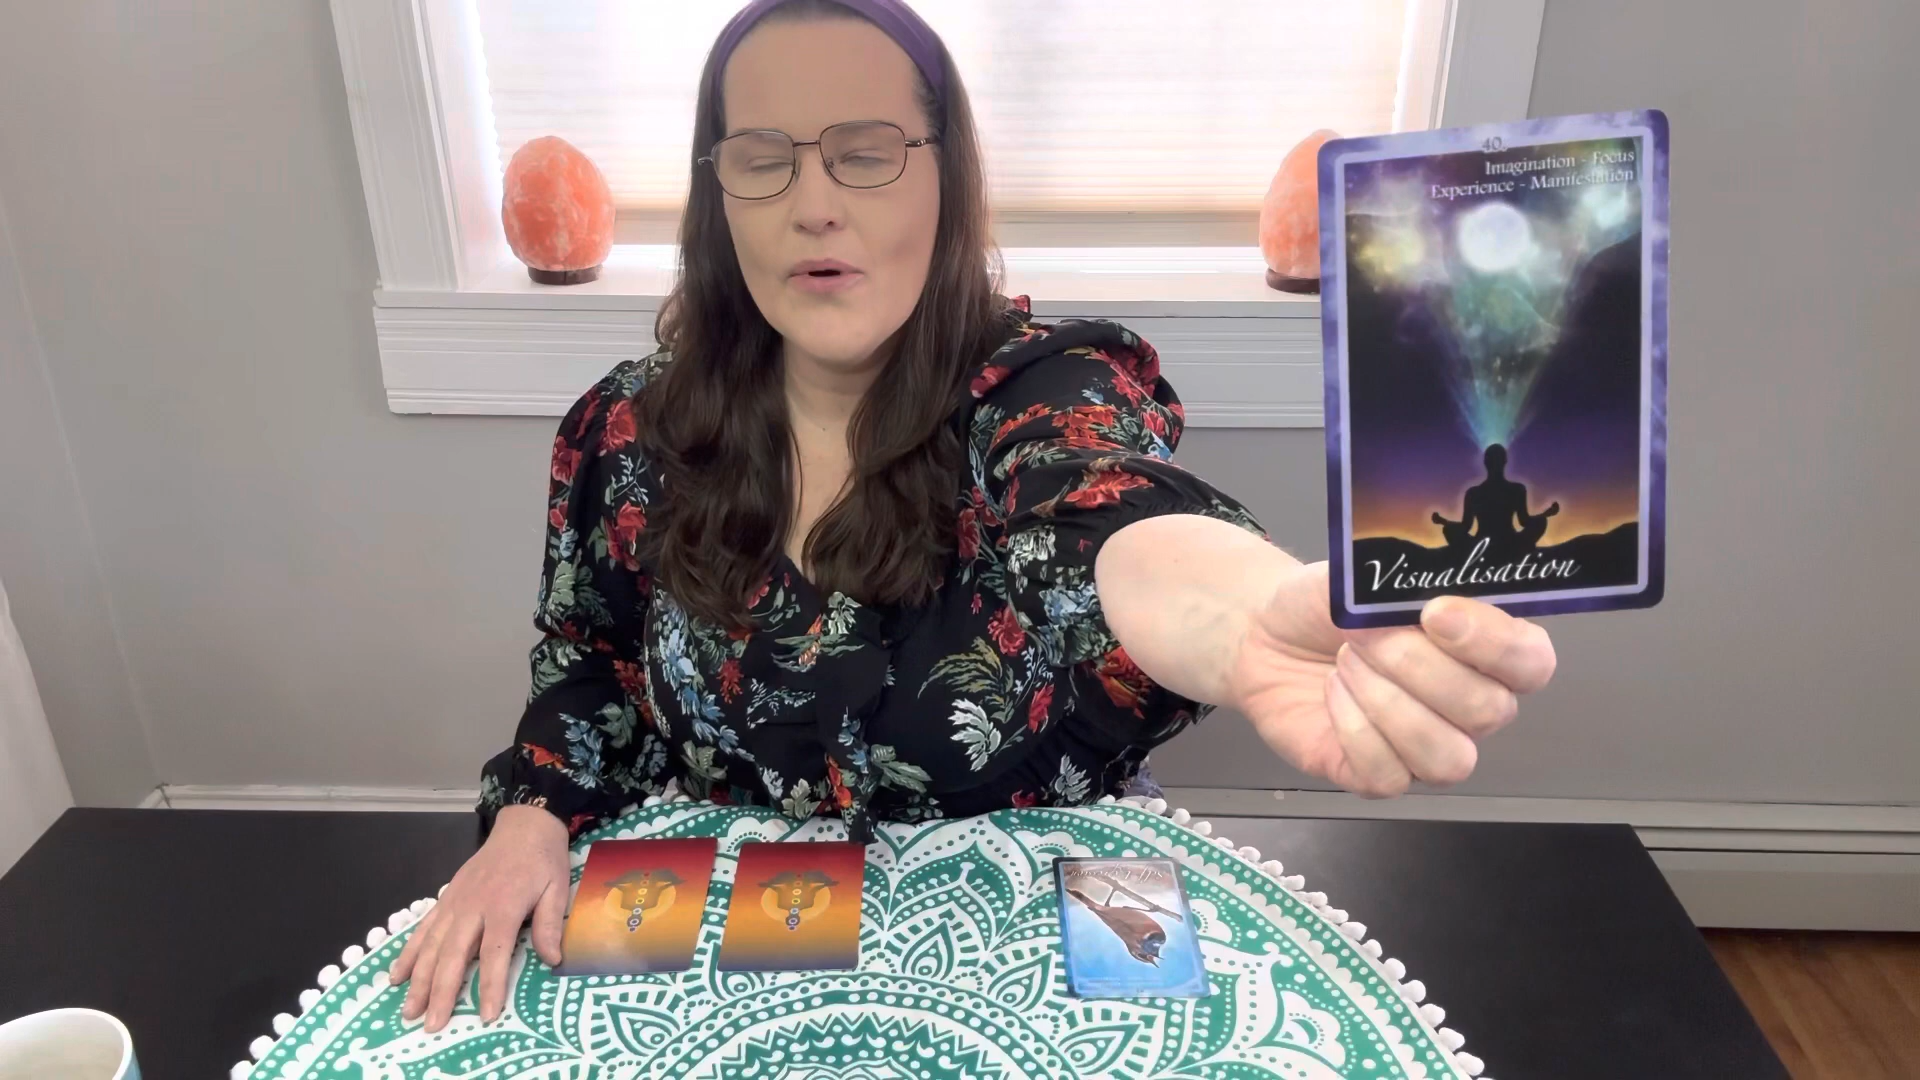 40.
Imagination - Focus
Experience - Manifestation
Visualisation